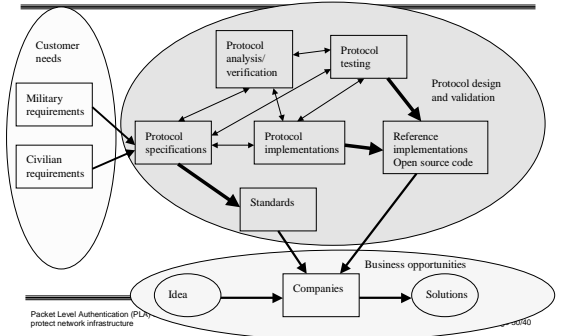 Customer
needs
Military
requirements
Civilian
requirements
Protocol
analysis/
verification
Protocol
testing
Protocol design
and validation
Protocol
specifications
Protocol
implementations
Reference
implementations
Open source code
Standards
Business opportunities
Idea
Companies
Solutions
Packet Level Authentication (PLA)
protect network infrastructure
/40